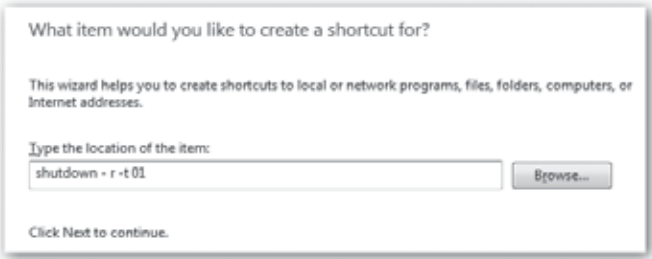 What item would you like to create a shortcut for?
This wizard helps you to create shortcuts to local or network programs, files, folders, computers, or
Internet addresses.
Type the location of the item:
shutdown - r -t 01
Browse...
Click Next to continue.